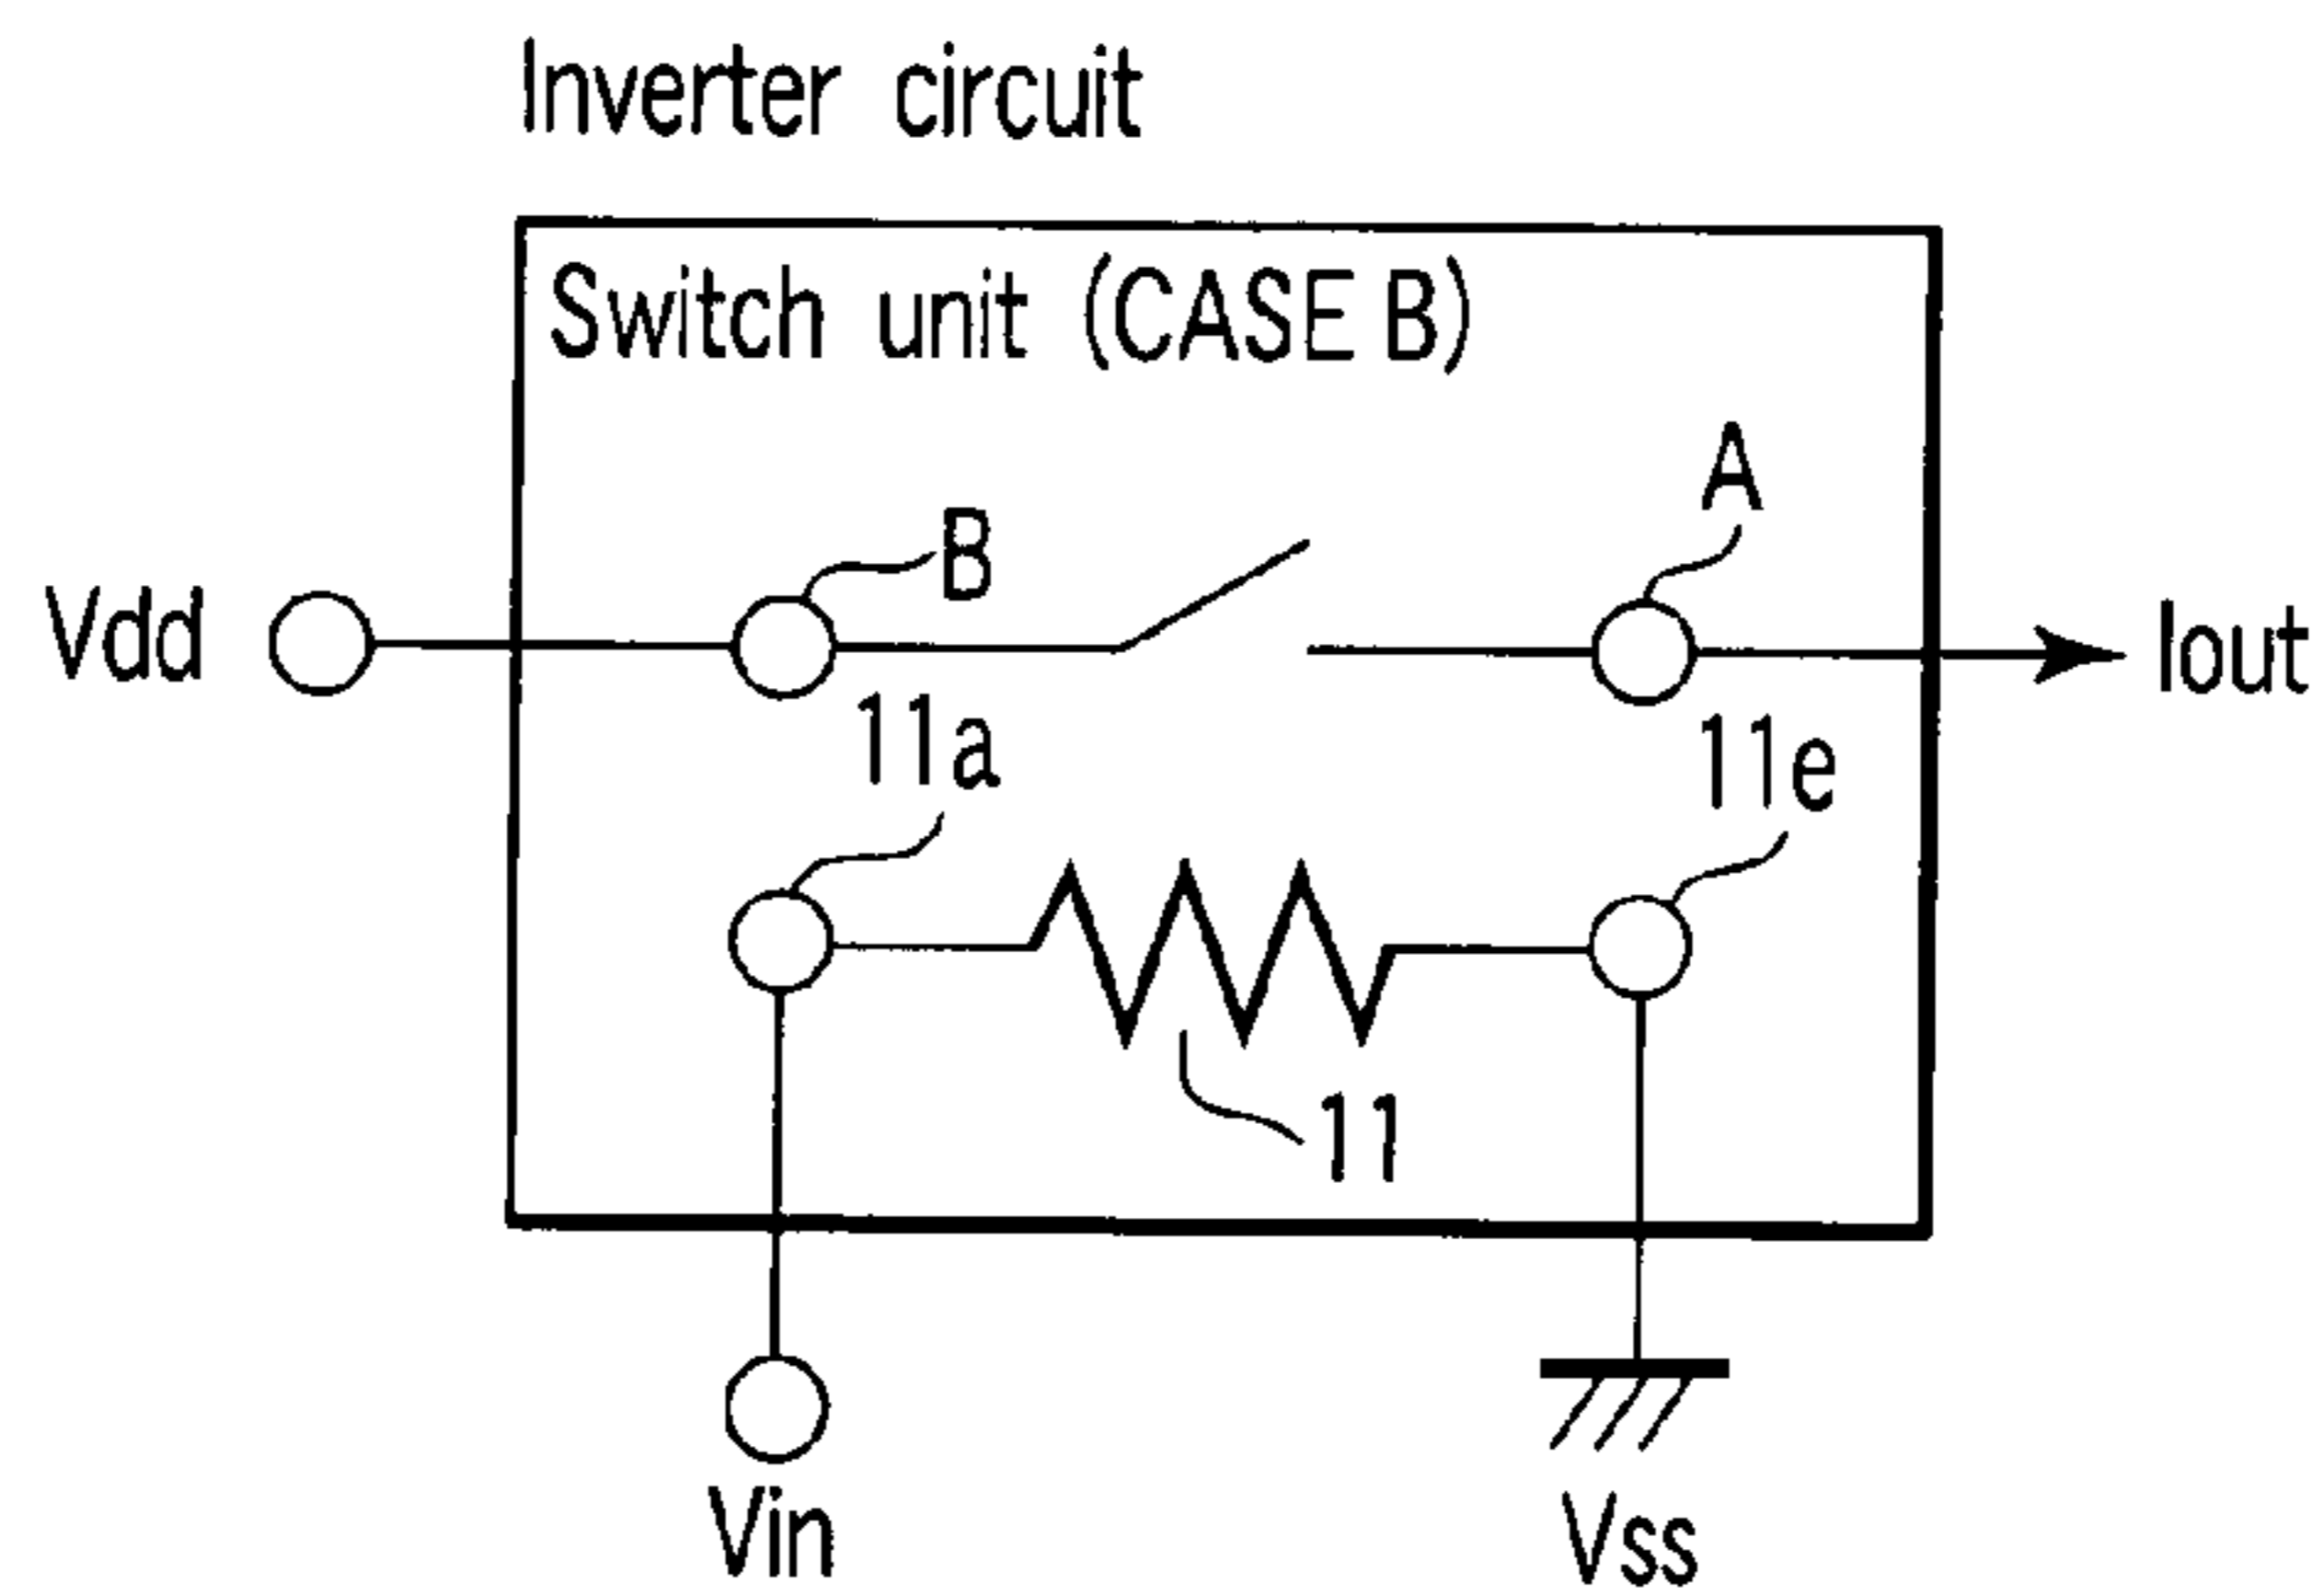 Inverter circuit
Switch unit (CASE B)
A
B
Vdd
Iout
11a
11e
11
Vin
Vss